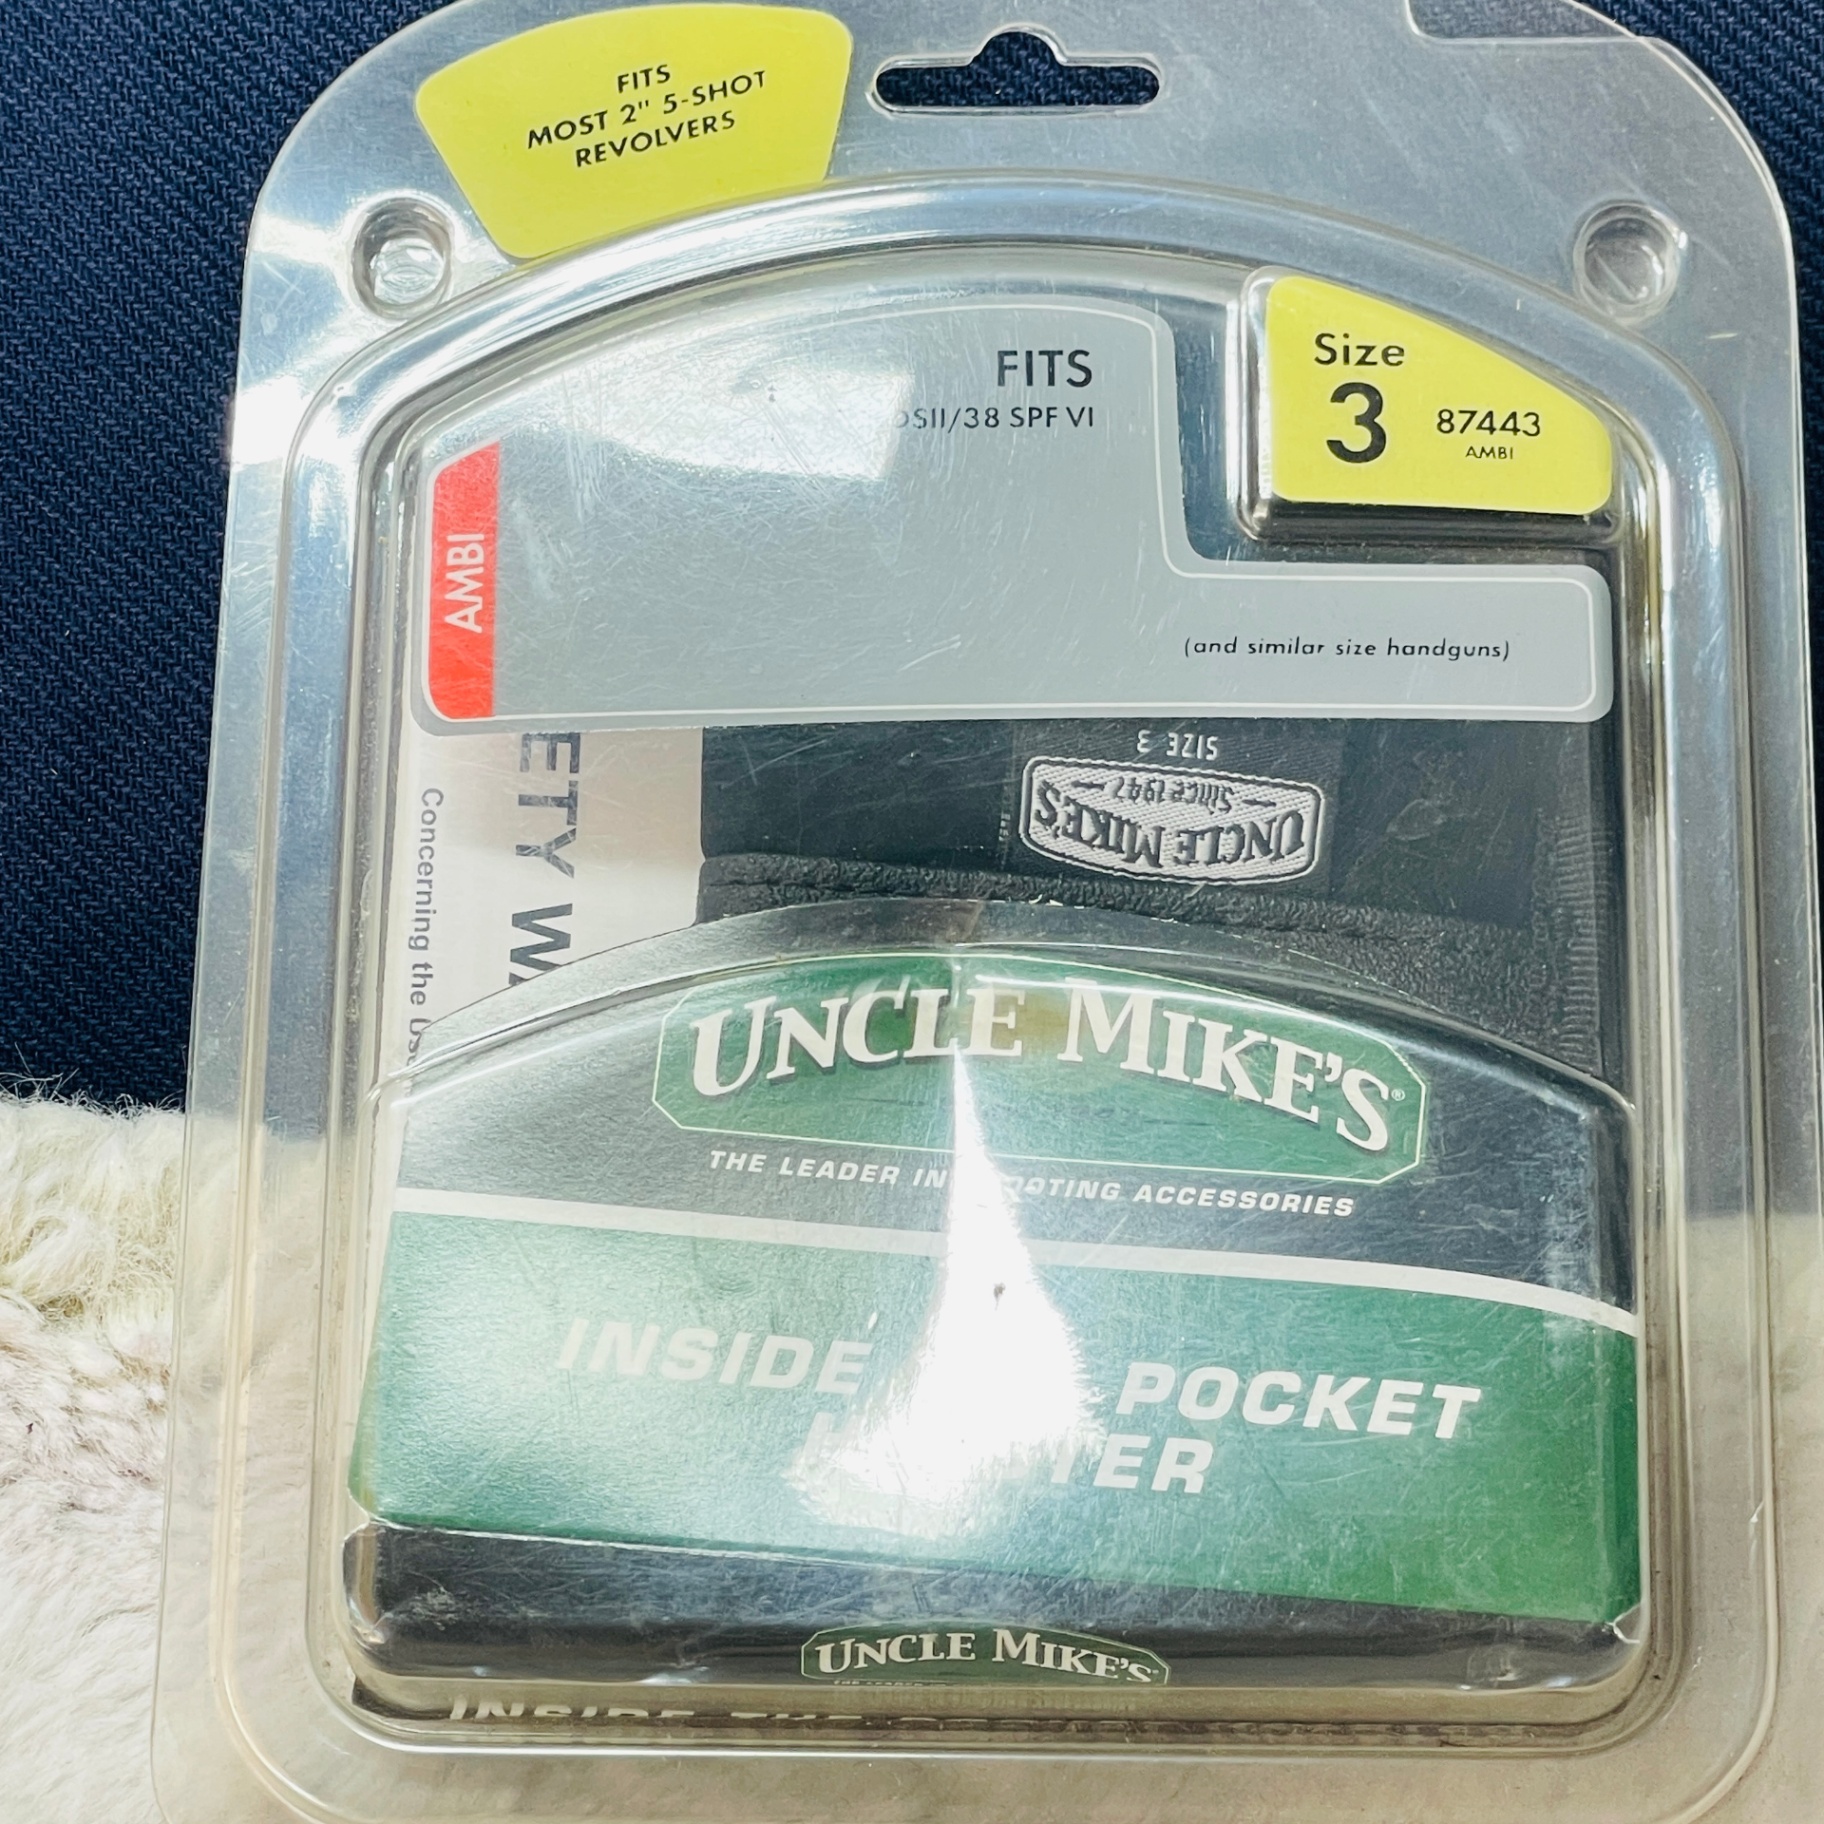 FITS
MOST 2" 5-SHOT
REVOLVERS
Size
3 87443
AMBI
FITS
DSII/38 SPF VI
AMBI
(and similar size handguns)
SIZE 3
Since 1947
UNCLE MIKE'S
ETY
Concerning the
UNCLE MIKE'S®
THE LEADER IN ACCESSORIES
INSIDE POCKET
UNCLE MIKE'S
INSIDE THE